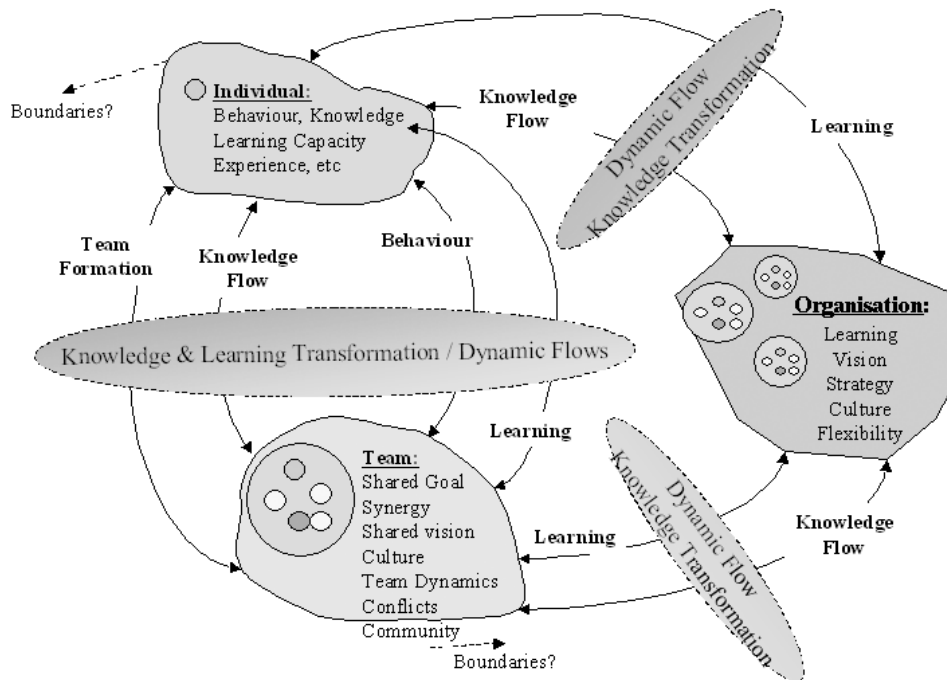 Boundaries?
Individual:
Behaviour, Knowledge
Learning Capacity
Experience, etc
Knowledge
Flow
Dynamic Flow
Knowledge Transformation
Learning
Team
Formation
Knowledge
Flow
Behaviour
Organisation:
Learning
Vision
Strategy
Culture
Flexibility
Knowledge & Learning Transformation / Dynamic Flows
Learning
Team:
Shared Goal
Synergy
Shared vision
Culture
Team Dynamics
Conflicts
Community
Learning
Dynamic Flow
Knowledge Transformation
Knowledge
Flow
Boundaries?